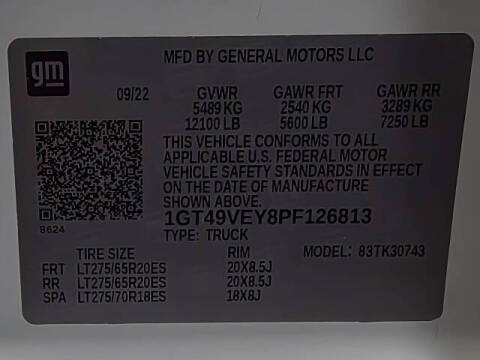 MFD BY GENERAL MOTORS LLC
gm
09/22 GVWR GAWR FRT GAWR RR
5489 KG 2540 KG 3289 KG
12100 LB 5600 LB 7250 LB
THIS VEHICLE CONFORMS TO ALL
APPLICABLE U.S. FEDERAL MOTOR
VEHICLE SAFETY STANDARDS IN EFFECT
ON THE DATE OF MANUFACTURE
SHOWN ABOVE.
1GT49VEY8PF126813
8624
TYPE: TRUCK MODEL: 83TK30743
TIRE SIZE RIM
FRT LT275/65R20ES 20X8.5J
RR LT275/65R20ES 20X8.5J
SPA LT275/70R18ES 18X8J